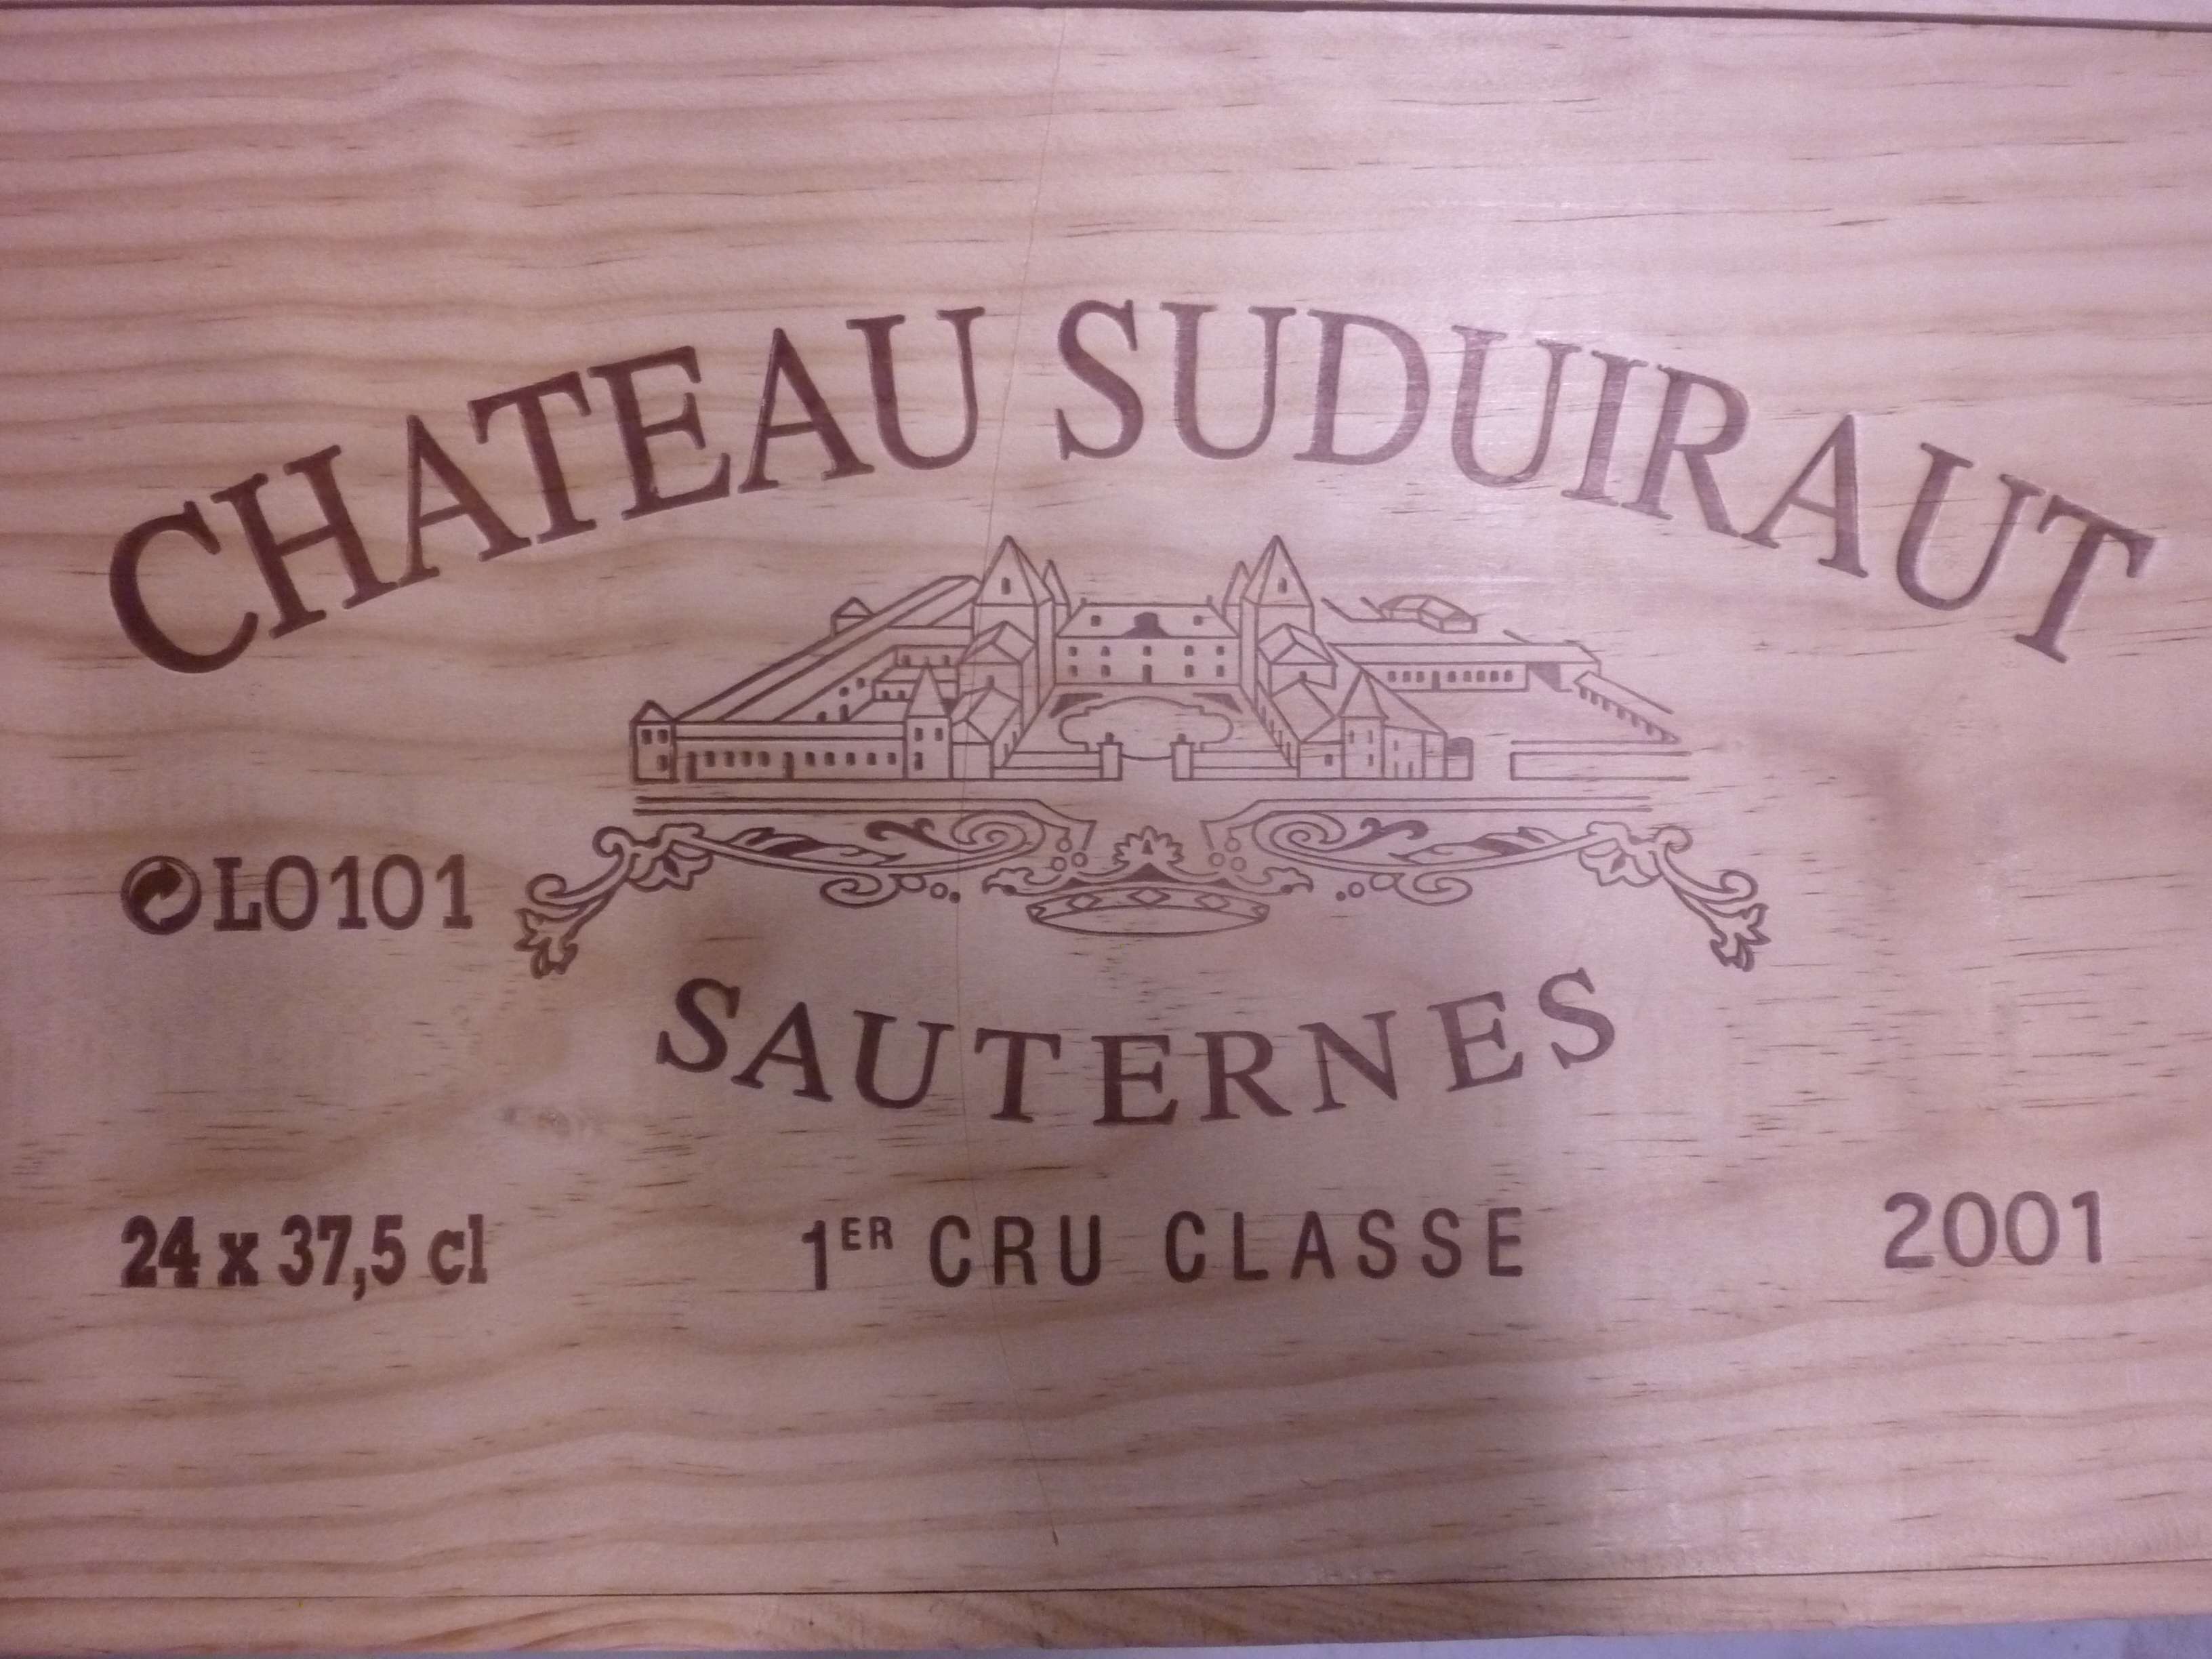 CHATEAU SUDUIRAUT
LO101
SAUTERNES
24 x 37,5 cl
1ER CRU CLASSE
2001